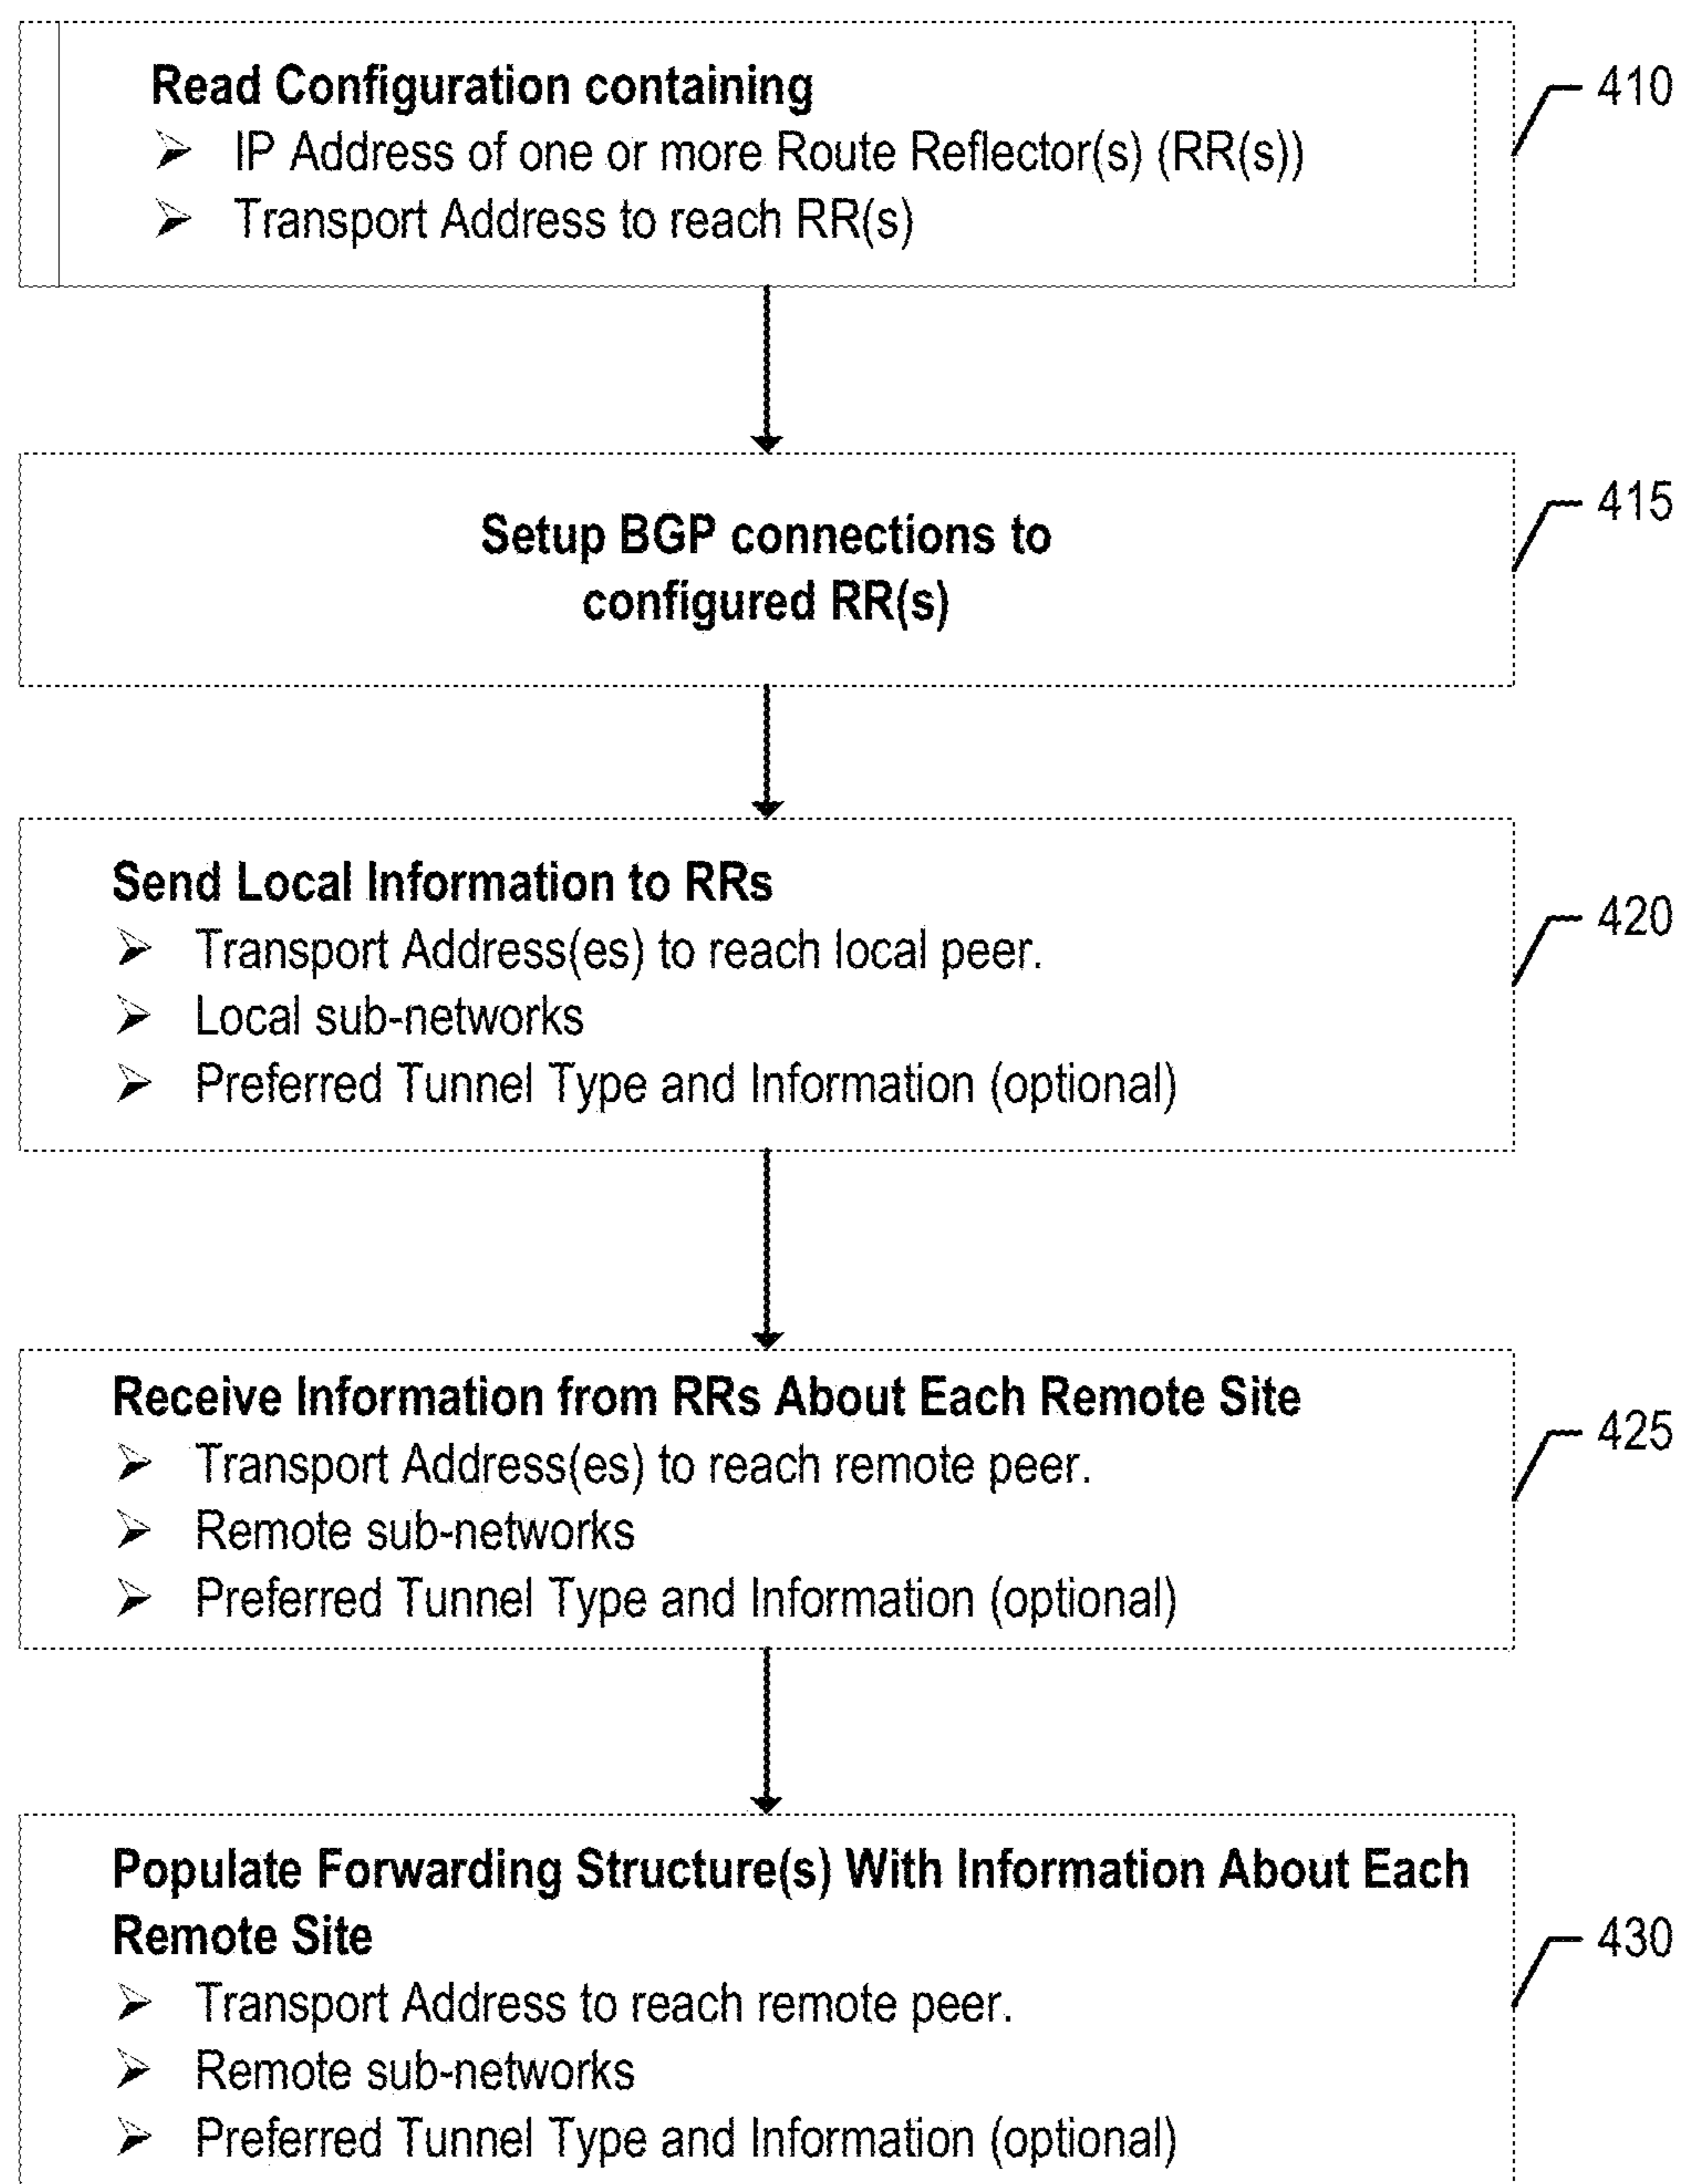 Read Configuration containing
➢ IP Address of one or more Route Reflector(s) (RR(s))
➢ Transport Address to reach RR(s)
410
Setup BGP connections to
configured RR(s)
415
Send Local Information to RRs
➢ Transport Address(es) to reach local peer.
➢ Local sub-networks
➢ Preferred Tunnel Type and Information (optional)
420
Receive Information from RRs About Each Remote Site
➢ Transport Address(es) to reach remote peer.
➢ Remote sub-networks
➢ Preferred Tunnel Type and Information (optional)
425
Populate Forwarding Structure(s) With Information About Each
Remote Site
➢ Transport Address to reach remote peer.
➢ Remote sub-networks
➢ Preferred Tunnel Type and Information (optional)
430